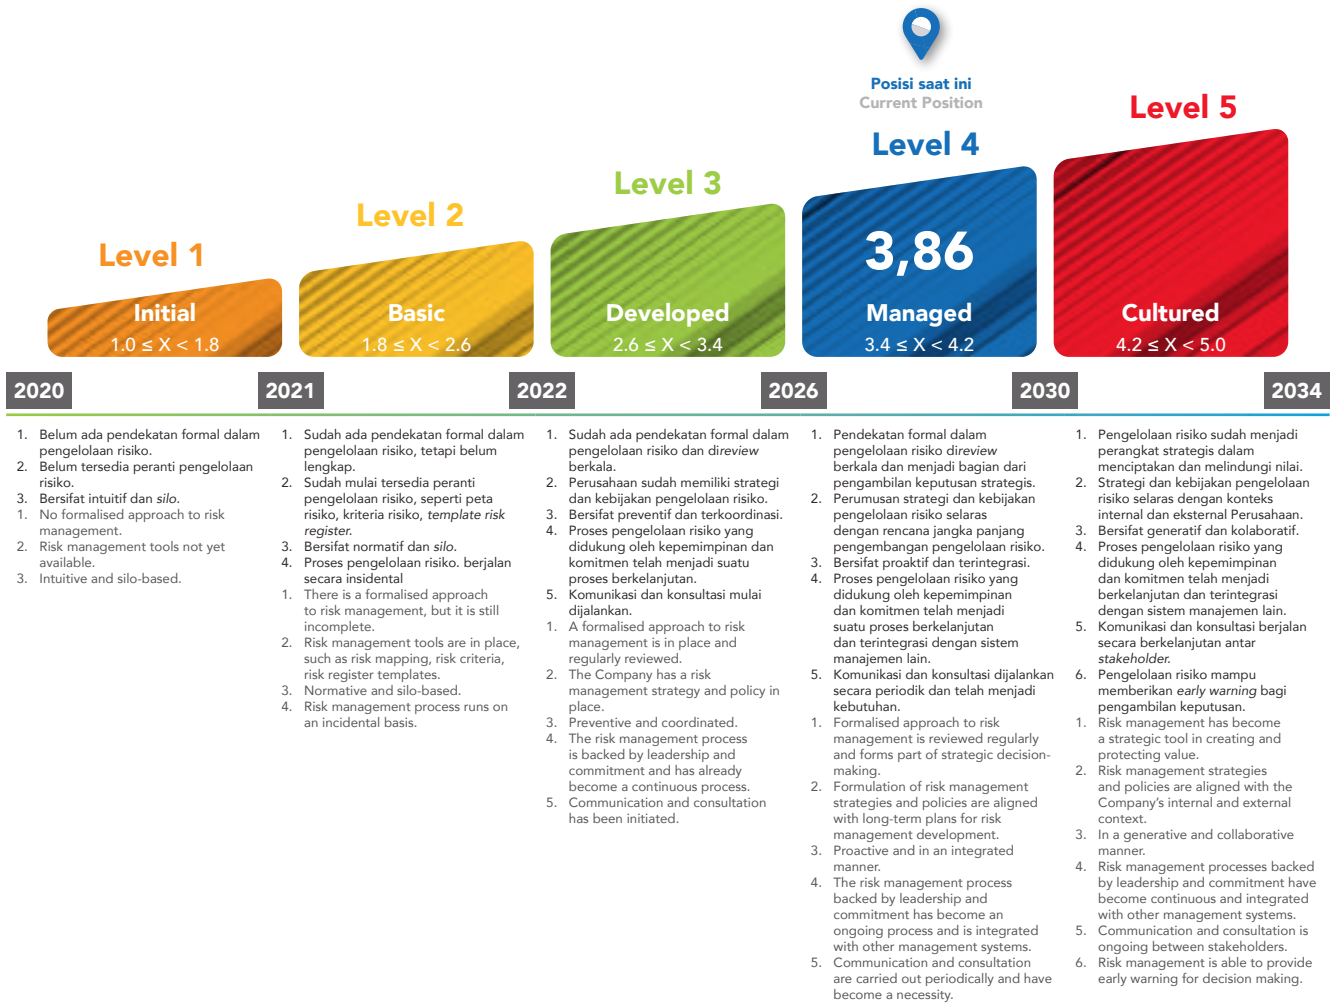 Posisi saat ini
Current Position
Level 1
Level 2
Level 3
Level 4
Level 5
Initial
1.0 ≤ X < 1.8
Basic
1.8 ≤ X < 2.6
Developed
2.6 ≤ X < 3.4
3,86
Managed
3.4 ≤ X < 4.2
Cultured
4.2 ≤ X < 5.0
2020
2021
2022
2026
2030
2034
1. Belum ada pendekatan formal dalam
pengelolaan risiko.
2. Belum tersedia peranti pengelolaan
risiko.
3. Bersifat intuitif dan silo.
1. No formalised approach to risk
management.
2. Risk management tools not yet
available.
3. Intuitive and silo-based.
1. Sudah ada pendekatan formal dalam
pengelolaan risiko, tetapi belum
lengkap.
2. Sudah mulai tersedia peranti
pengelolaan risiko, seperti peta
risiko, kriteria risiko, template risk
register.
3. Bersifat normatif dan silo.
4. Proses pengelolaan risiko. berjalan
secara insidental
1. There is a formalised approach
to risk management, but it is still
incomplete.
2. Risk management tools are in place,
such as risk mapping, risk criteria,
risk register templates.
3. Normative and silo-based.
4. Risk management process runs on
an incidental basis.
1. Sudah ada pendekatan formal dalam
pengelolaan risiko dan direview
berkala.
2. Perusahaan sudah memiliki strategi
dan kebijakan pengelolaan risiko.
3. Bersifat preventif dan terkoordinasi.
4. Proses pengelolaan risiko yang
didukung oleh kepemimpinan dan
komitmen telah menjadi suatu
proses berkelanjutan.
5. Komunikasi dan konsultasi mulai
dijalankan.
1. A formalised approach to risk
management is in place and
regularly reviewed.
2. The Company has a risk
management strategy and policy in
place.
3. Preventive and coordinated.
4. The risk management process
is backed by leadership and
commitment and has already
become a continuous process.
5. Communication and consultation
has been initiated.
1. Pendekatan formal dalam
pengelolaan risiko direview
berkala dan menjadi bagian dari
pengambilan keputusan strategis.
2. Perumusan strategi dan kebijakan
pengelolaan risiko selaras
dengan rencana jangka panjang
pengembangan pengelolaan risiko.
3. Bersifat proaktif dan terintegrasi.
4. Proses pengelolaan risiko yang
didukung oleh kepemimpinan
dan komitmen telah menjadi
suatu proses berkelanjutan
dan terintegrasi dengan sistem
manajemen lain.
5. Komunikasi dan konsultasi dijalankan
secara periodik dan telah menjadi
kebutuhan.
1. Formalised approach to risk
management is reviewed regularly
and forms part of strategic decision-
making.
2. Formulation of risk management
strategies and policies are aligned
with long-term plans for risk
management development.
3. Proactive and in an integrated
manner.
4. The risk management process
backed by leadership and
commitment has become an
ongoing process and is integrated
with other management systems.
5. Communication and consultation
are carried out periodically and have
become a necessity.
1. Pengelolaan risiko sudah menjadi
perangkat strategis dalam
menciptakan dan melindungi nilai.
2. Strategi dan kebijakan pengelolaan
risiko selaras dengan konteks
internal dan eksternal Perusahaan.
3. Bersifat generatif dan kolaboratif.
4. Proses pengelolaan risiko yang
didukung oleh kepemimpinan
dan komitmen telah menjadi
berkelanjutan dan terintegrasi
dengan sistem manajemen lain.
5. Komunikasi dan konsultasi berjalan
secara berkelanjutan antar
stakeholder.
6. Pengelolaan risiko mampu
memberikan early warning bagi
pengambilan keputusan.
1. Risk management has become
a strategic tool in creating and
protecting value.
2. Risk management strategies
and policies are aligned with the
Company's internal and external
context.
3. In a generative and collaborative
manner.
4. Risk management processes backed
by leadership and commitment have
become continuous and integrated
with other management systems.
5. Communication and consultation is
ongoing between stakeholders.
6. Risk management is able to provide
early warning for decision making.